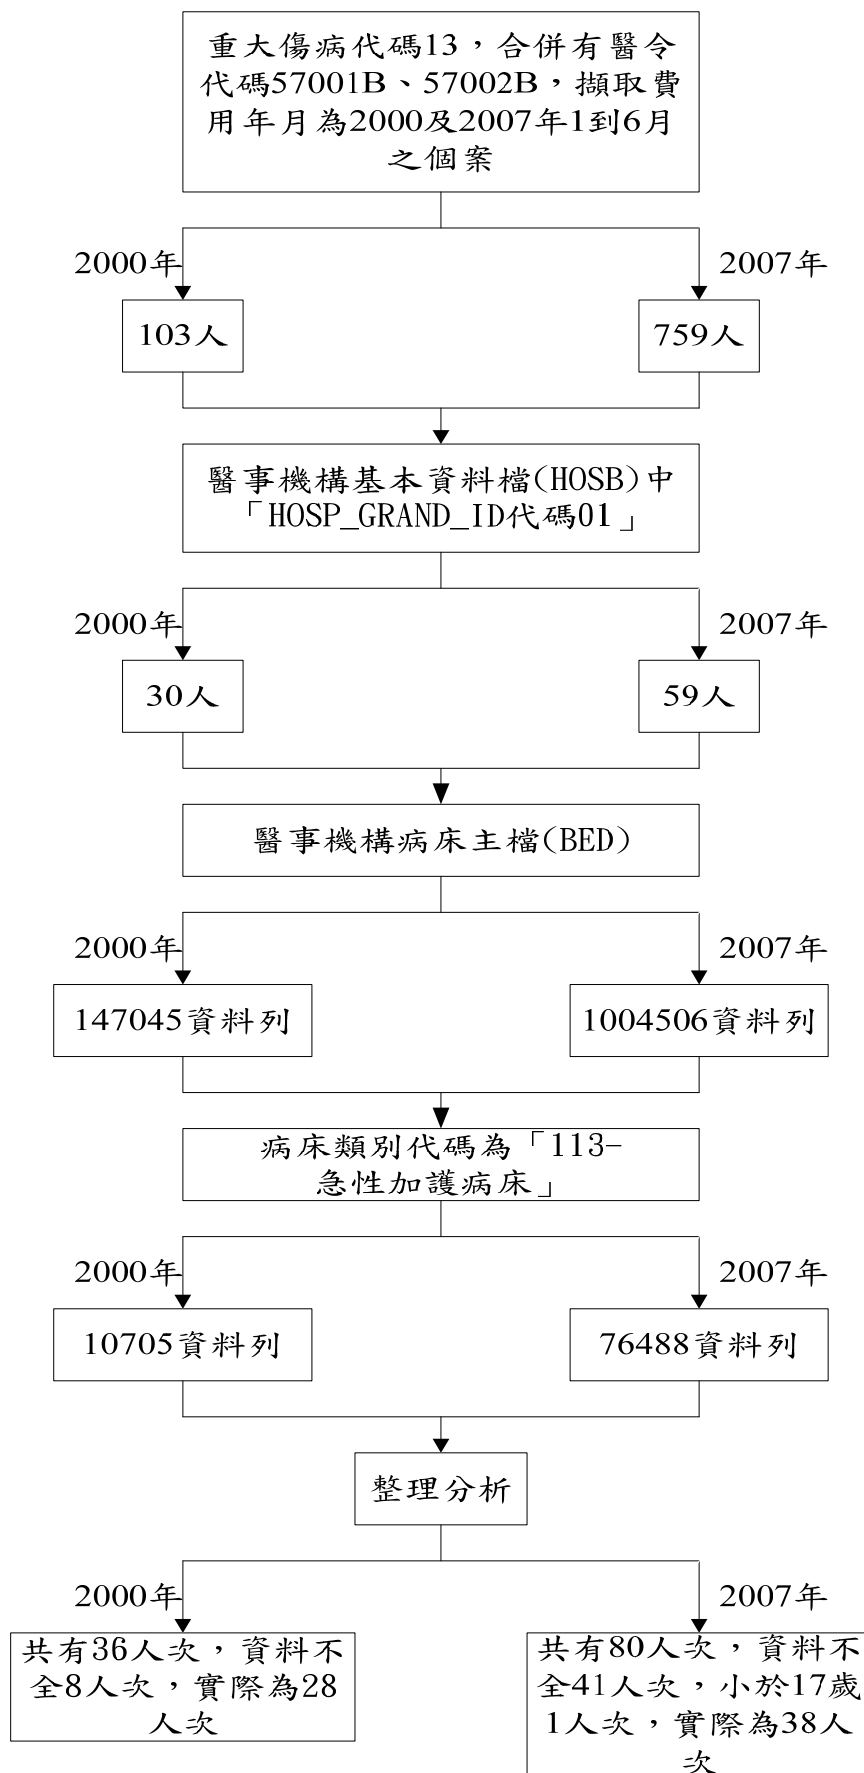 重大傷病代碼13，合併有醫令
代碼57001B、57002B，擷取費
用年月為2000及2007年1到6月
之個案
2000年
2007年
103人
759人
醫事機構基本資料檔(HOSB)中
「HOSP_GRAND_ID代碼01」
2000年
2007年
30人
59人
醫事機構病床主檔(BED)
2000年
2007年
147045資料列
1004506資料列
病床類別代碼為「113-
急性加護病床」
2000年
2007年
10705資料列
76488資料列
整理分析
2000年
2007年
共有36人次，資料不
全8人次，實際為28
人次
共有80人次，資料不
全41人次，小於17歲
1人次，實際為38人
次